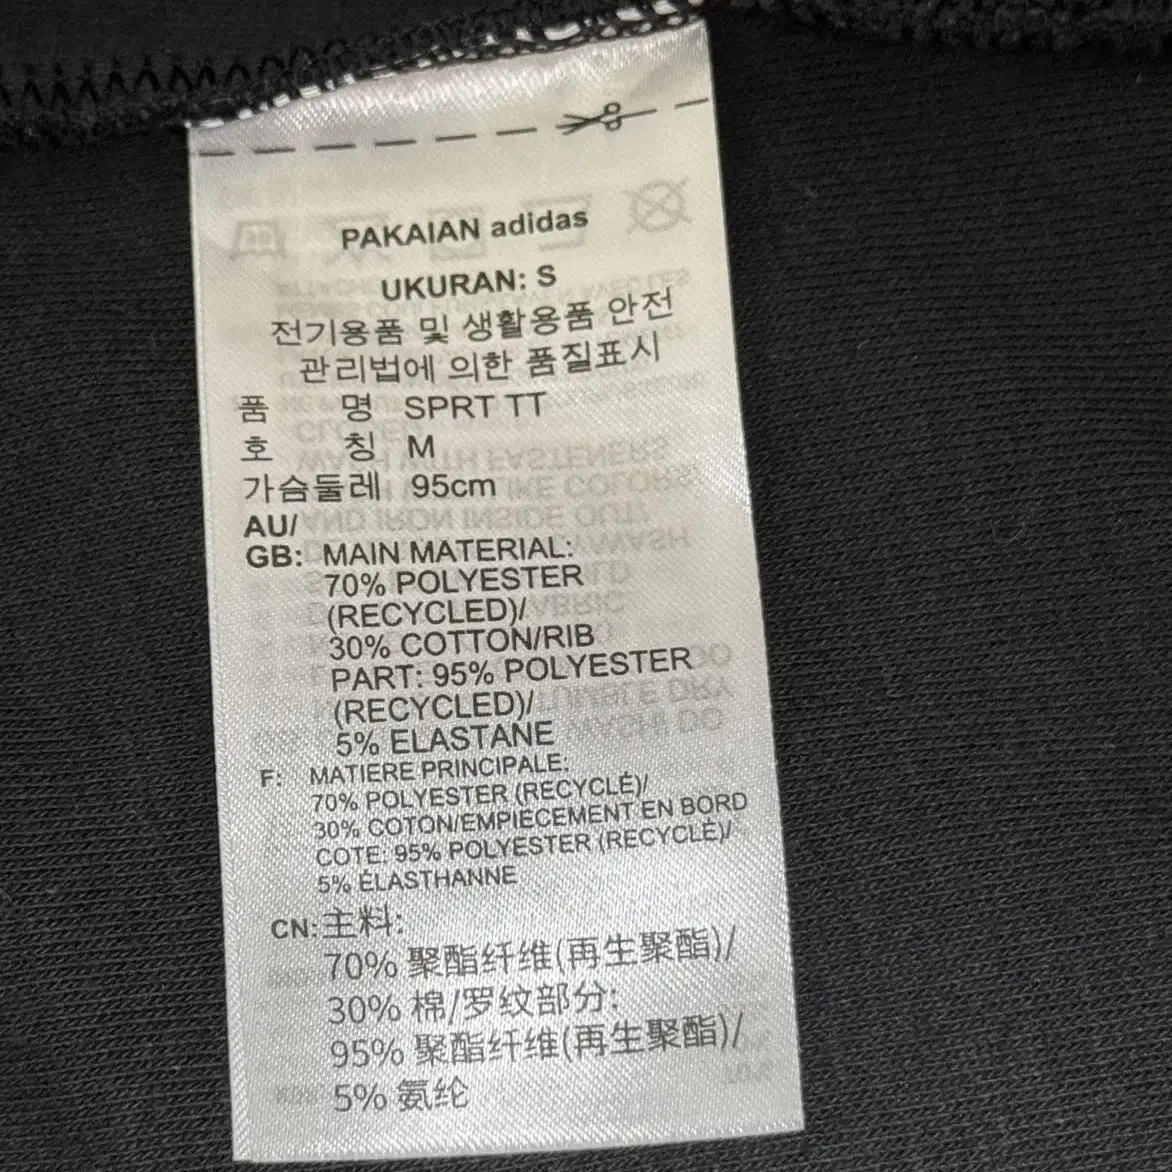 PAKAIAN adidas
UKURAN: S
전기용품 및 생활용품 안전
관리법에 의한 품질표시
품 명 SPRT TT
호 칭 M
가슴둘레 95cm
AU/
GB: MAIN MATERIAL:
70% POLYESTER
(RECYCLED)/
30% COTTON/RIB
PART: 95% POLYESTER
(RECYCLED)/
5% ELASTANE
F: MATIERE PRINCIPALE:
70% POLYESTER (RECYCLÉ)/
30% COTON/EMPIECEMENT EN BORD
COTE: 95% POLYESTER (RECYCLÉ)/
5% ÉLASTHANNE
CN: 主料:
70% 聚酯纤维(再生聚酯)/
30% 棉/罗纹部分:
95% 聚酯纤维(再生聚酯)/
5% 氨纶